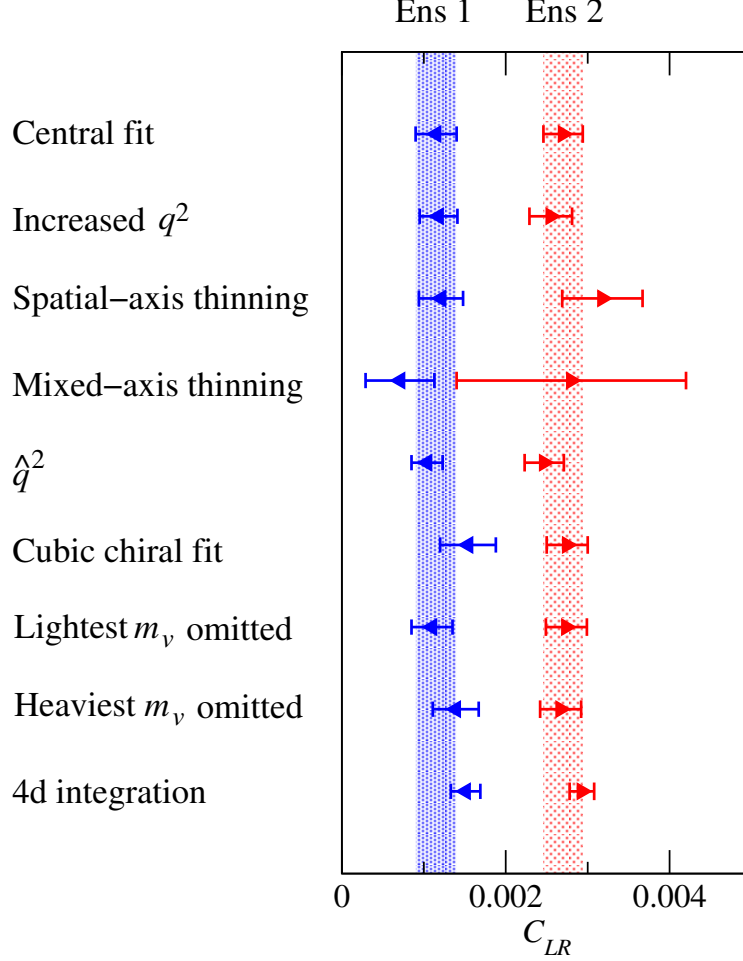 Ens 1 Ens 2
Central fit
Increased q²
Spatial−axis thinning
Mixed−axis thinning
q̂²
Cubic chiral fit
Lightest mᵥ omitted
Heaviest mᵥ omitted
4d integration
0 0.002 0.004
C_LR